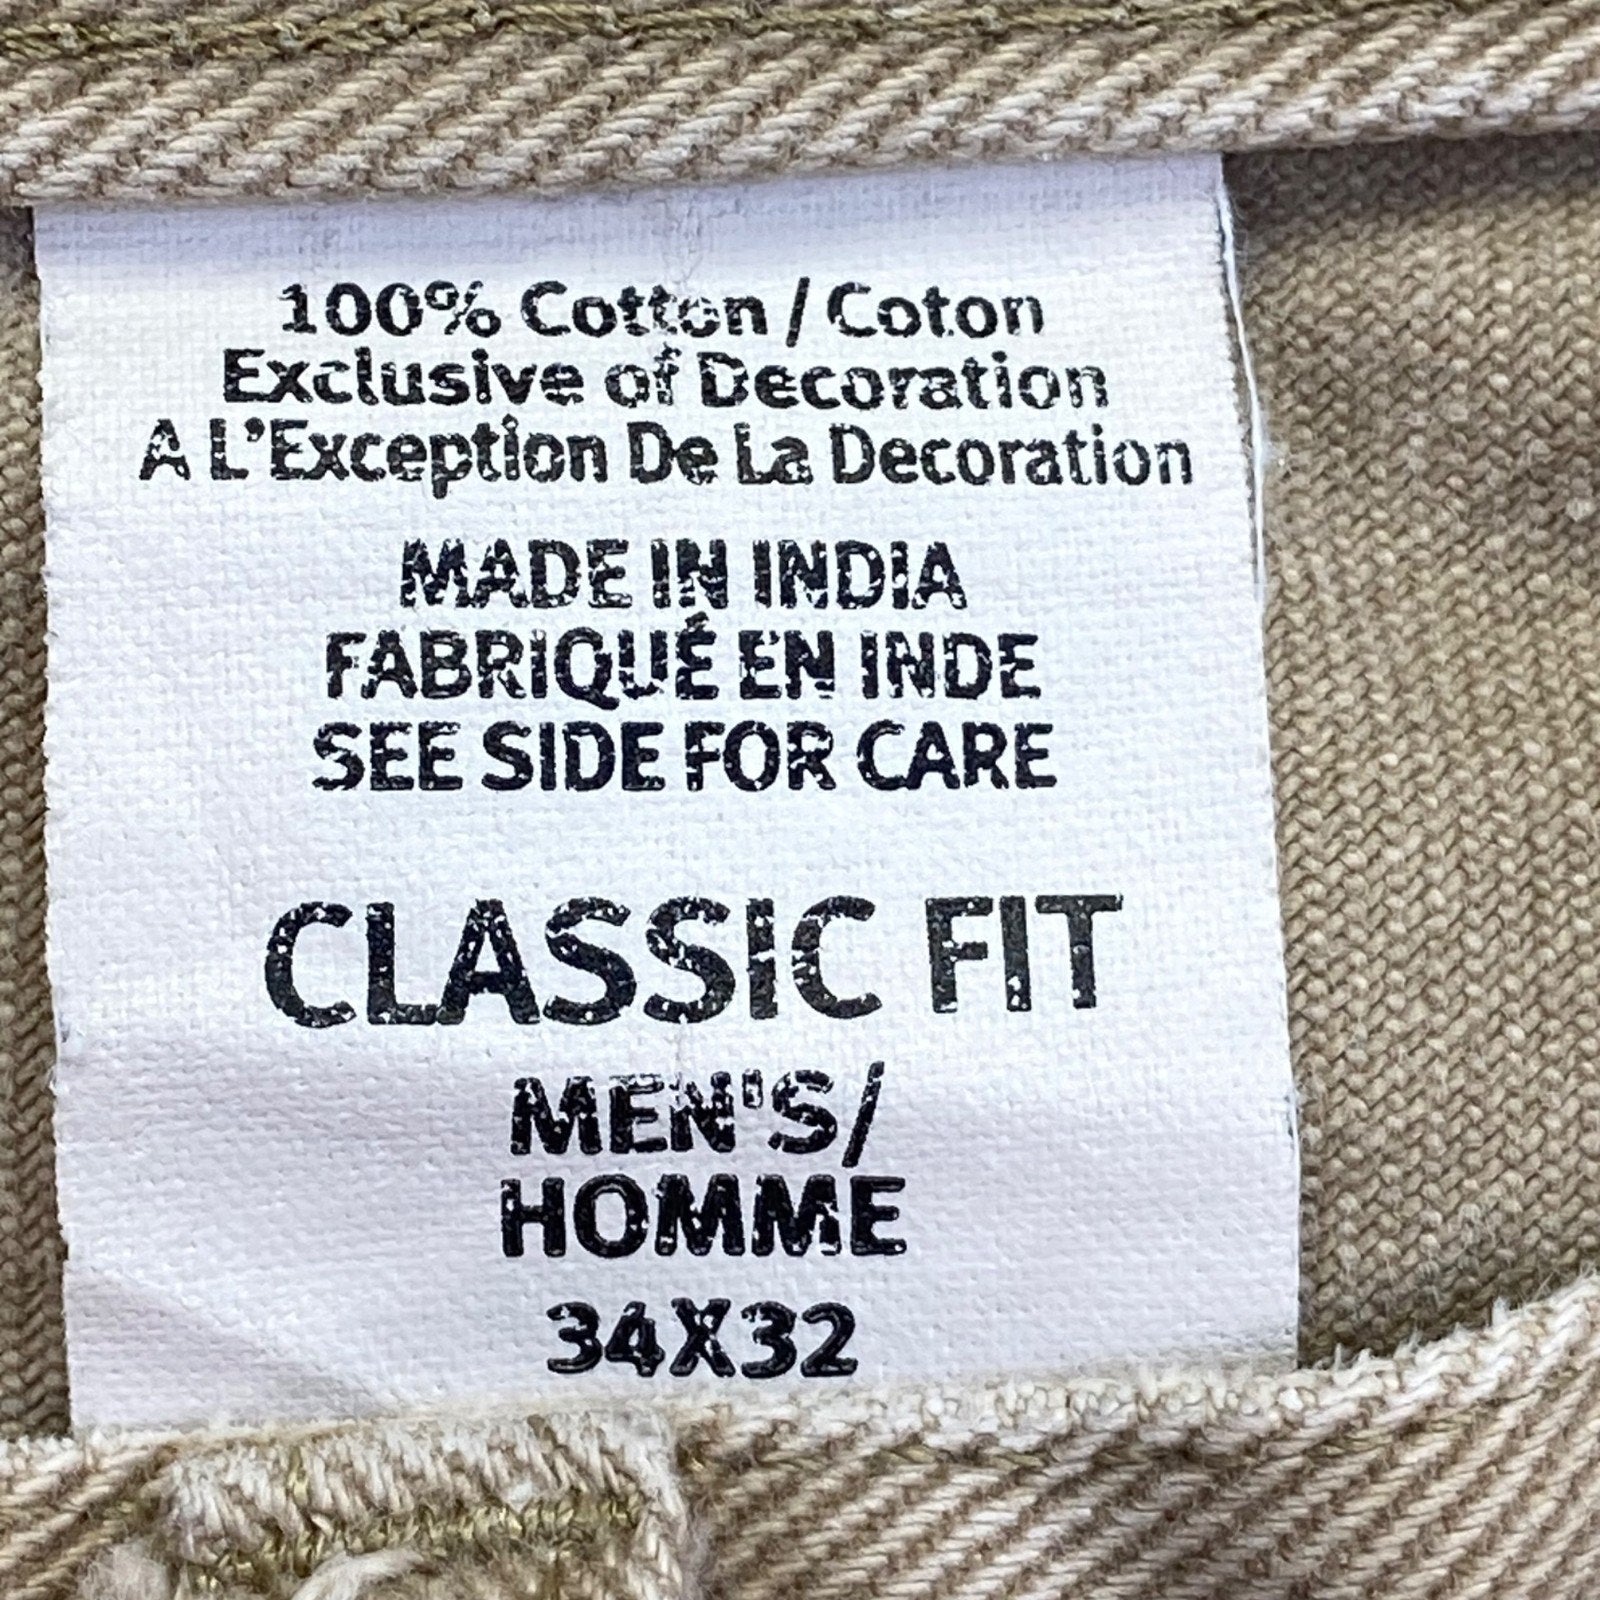 100% Cotton / Coton
Exclusive of Decoration
A L'Exception De La Decoration
MADE IN INDIA
FABRIQUÉ EN INDE
SEE SIDE FOR CARE
CLASSIC FIT
MEN'S/
HOMME
34X32